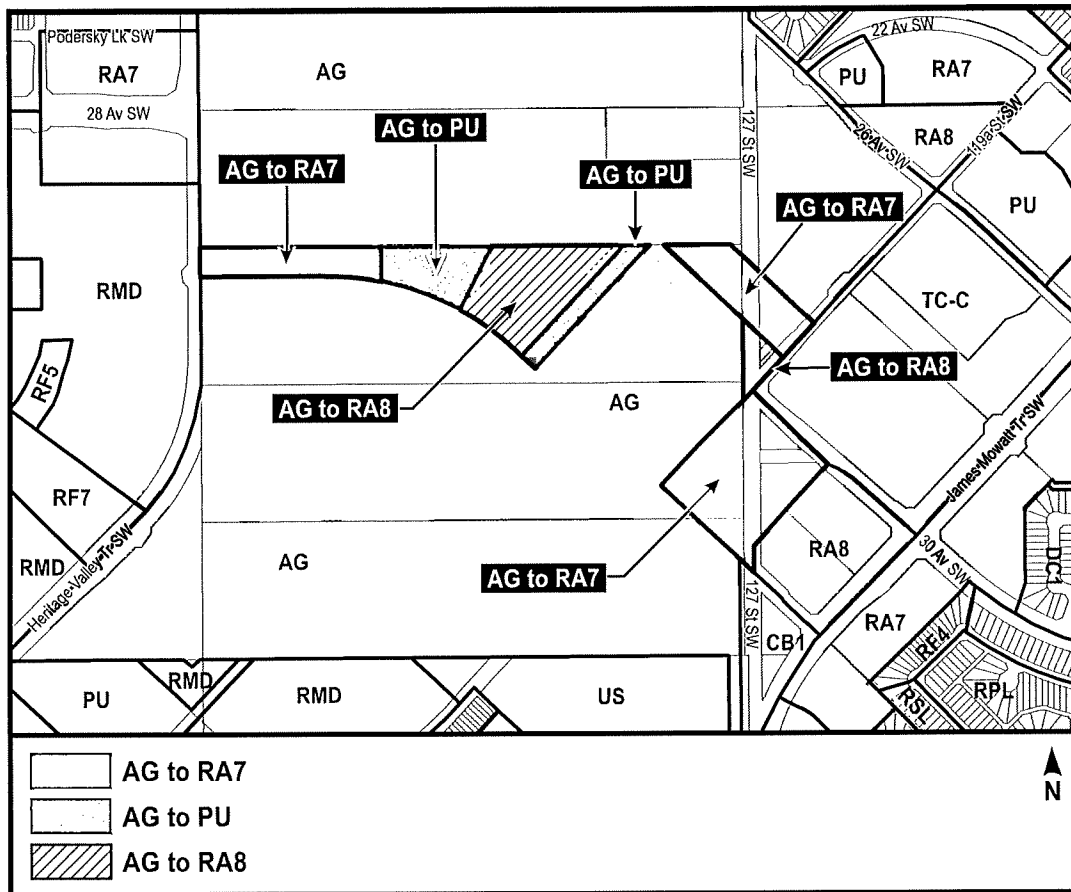 Podersky Lk SW
RA7
AG
28 Av SW
22 Av SW
PU
RA7
127 St SW
26 Av SW
RA8
119a St SW
AG to PU
AG to RA7
AG to PU
AG to RA7
PU
RMD
TC-C
RF5
AG to RA8
AG
AG to RA8
James Mowatt Tr SW
RF7
RMD
Heritage Valley Tr SW
AG
AG to RA7
RA8
30 Av SW
DC1
127 St SW
CB1
RA7
RF4
RSL
RPL
PU
RMD
RMD
US
AG to RA7
AG to PU
AG to RA8
N